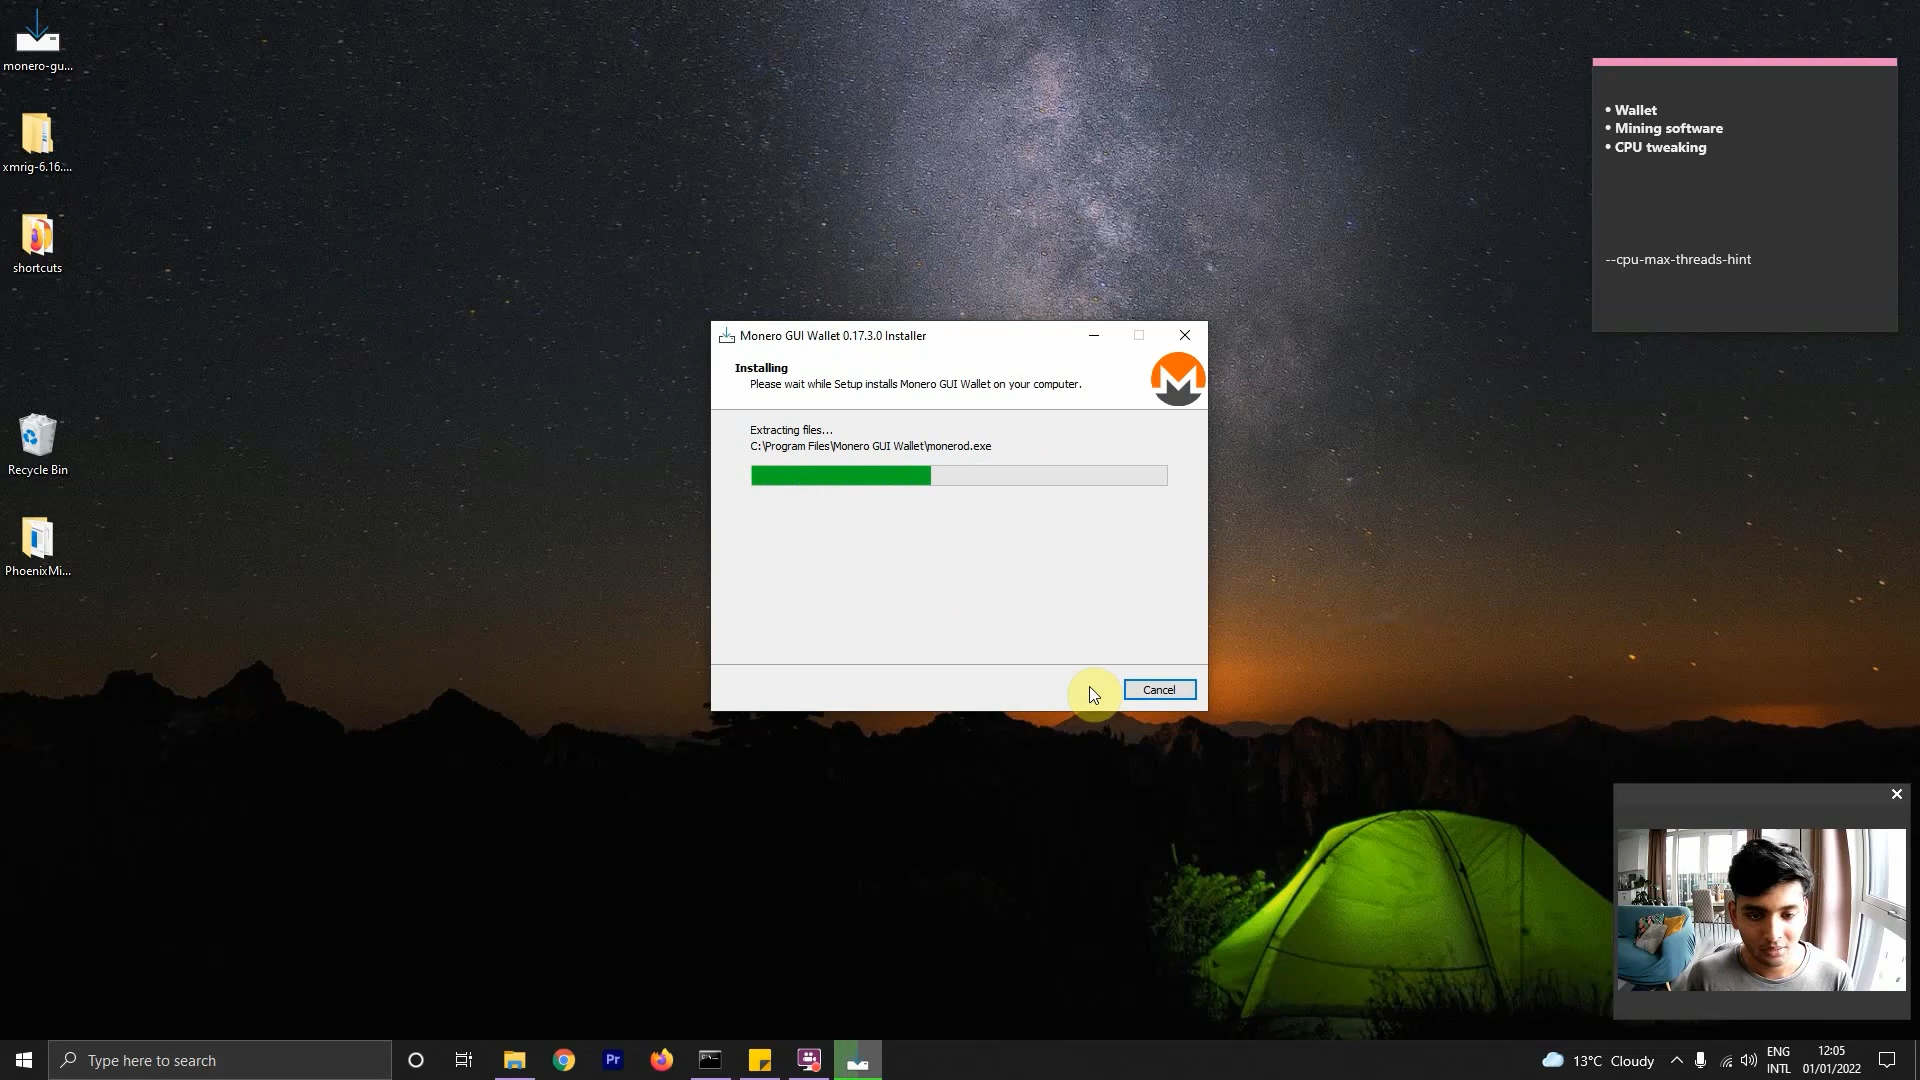 monero-gu...
xmrig-6.16....
shortcuts
Recycle Bin
PhoenixMi...
• Wallet
• Mining software
• CPU tweaking
--cpu-max-threads-hint
Monero GUI Wallet 0.17.3.0 Installer
Installing
Please wait while Setup installs Monero GUI Wallet on your computer.
Extracting files...
C:\Program Files\Monero GUI Wallet\monerod.exe
Cancel
Type here to search
Pr
13°C Cloudy
ENG
INTL
12:05
01/01/2022